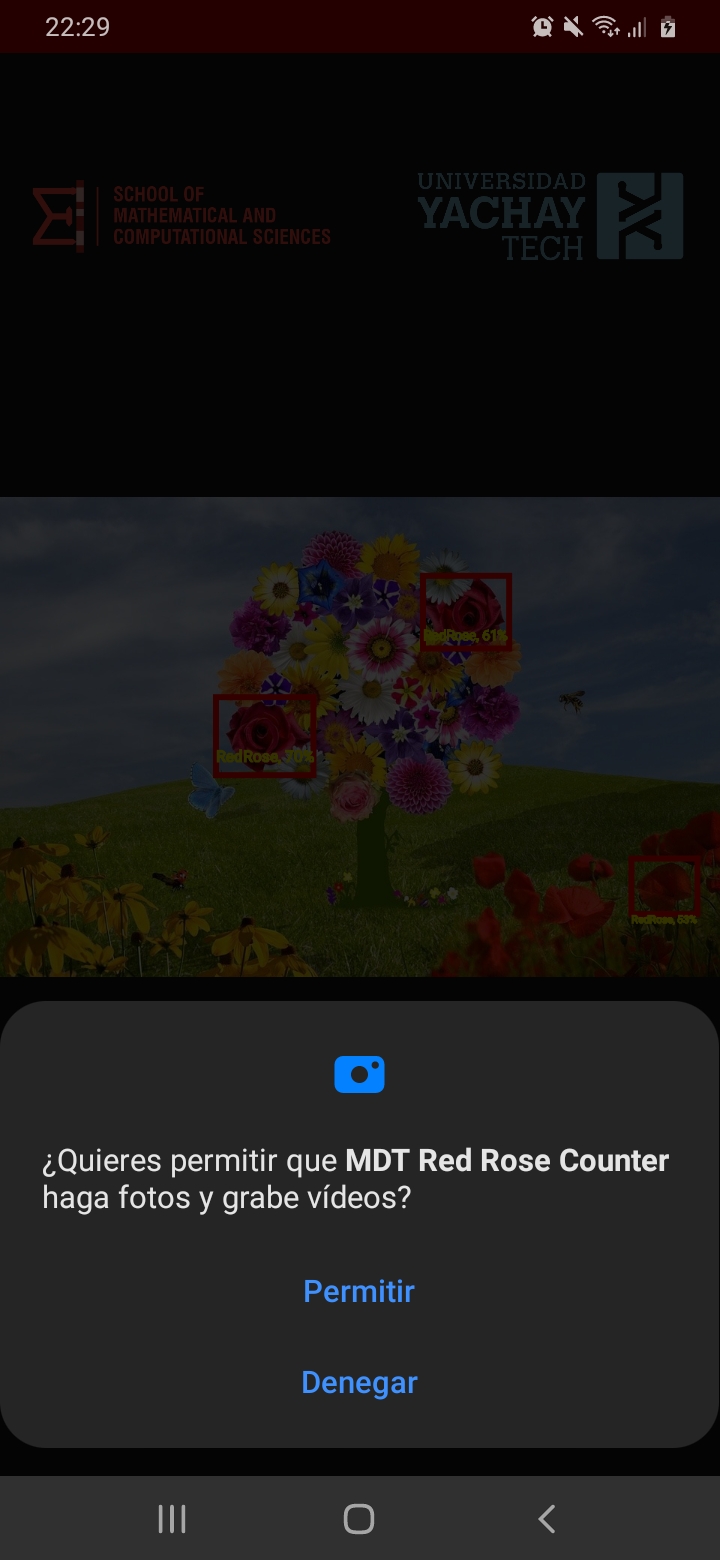 22:29
SCHOOL OF
MATHEMATICAL AND
COMPUTATIONAL SCIENCES
UNIVERSIDAD
YACHAY
TECH
RedRose, 61%
RedRose, 70%
RedRose, 53%
¿Quieres permitir que MDT Red Rose Counter
haga fotos y grabe vídeos?
Permitir
Denegar